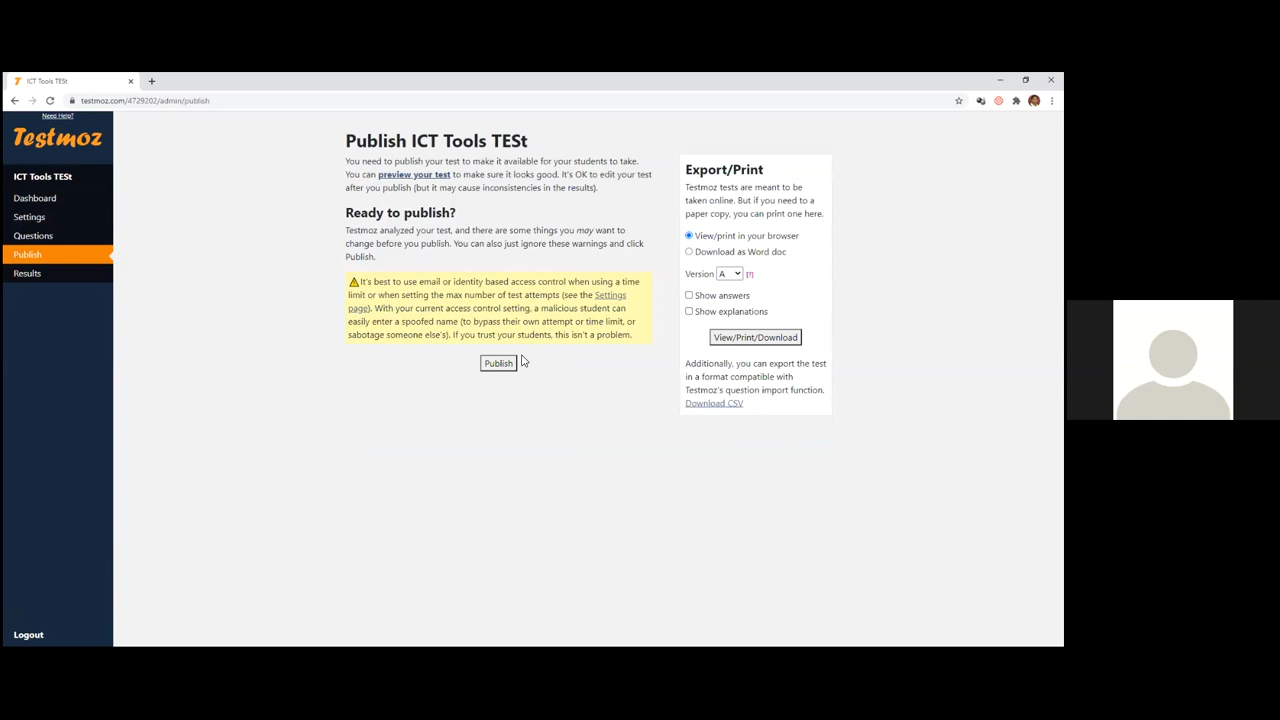 ICT Tools TESt
testmoz.com/4729202/admin/publish
Need Help?
Testmoz
ICT Tools TESt
Dashboard
Settings
Questions
Publish
Results
Logout
Publish ICT Tools TESt
You need to publish your test to make it available for your students to take.
You can preview your test to make sure it looks good. It's OK to edit your test
after you publish (but it may cause inconsistencies in the results).
Ready to publish?
Testmoz analyzed your test, and there are some things you may want to
change before you publish. You can also just ignore these warnings and click
Publish.
It's best to use email or identity based access control when using a time
limit or when setting the max number of test attempts (see the Settings
page). With your current access control setting, a malicious student can
easily enter a spoofed name (to bypass their own attempt or time limit, or
sabotage someone else's). If you trust your students, this isn't a problem.
Publish
Export/Print
Testmoz tests are meant to be
taken online. But if you need to a
paper copy, you can print one here.
View/print in your browser
Download as Word doc
Version A [?]
Show answers
Show explanations
View/Print/Download
Additionally, you can export the test
in a format compatible with
Testmoz's question import function.
Download CSV